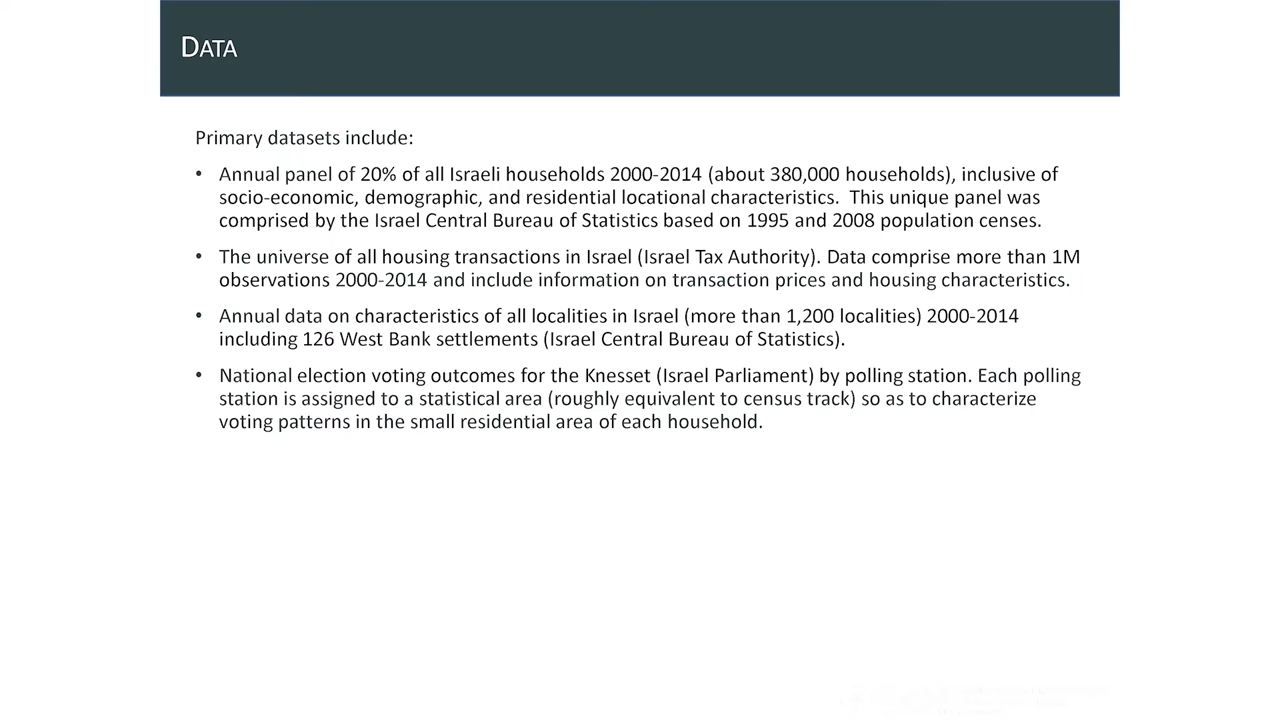 DATA
Primary datasets include:
• Annual panel of 20% of all Israeli households 2000-2014 (about 380,000 households), inclusive of
socio-economic, demographic, and residential locational characteristics.  This unique panel was
comprised by the Israel Central Bureau of Statistics based on 1995 and 2008 population censes.
• The universe of all housing transactions in Israel (Israel Tax Authority). Data comprise more than 1M
observations 2000-2014 and include information on transaction prices and housing characteristics.
• Annual data on characteristics of all localities in Israel (more than 1,200 localities) 2000-2014
including 126 West Bank settlements (Israel Central Bureau of Statistics).
• National election voting outcomes for the Knesset (Israel Parliament) by polling station. Each polling
station is assigned to a statistical area (roughly equivalent to census track) so as to characterize
voting patterns in the small residential area of each household.